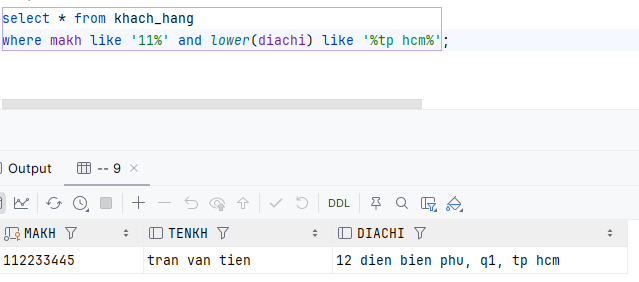 select * from khach_hang
where makh like '11%' and lower(diachi) like '%tp hcm%';
Output -- 9
DDL
MAKH TENKH DIACHI
112233445 tran van tien 12 dien bien phu, q1, tp hcm